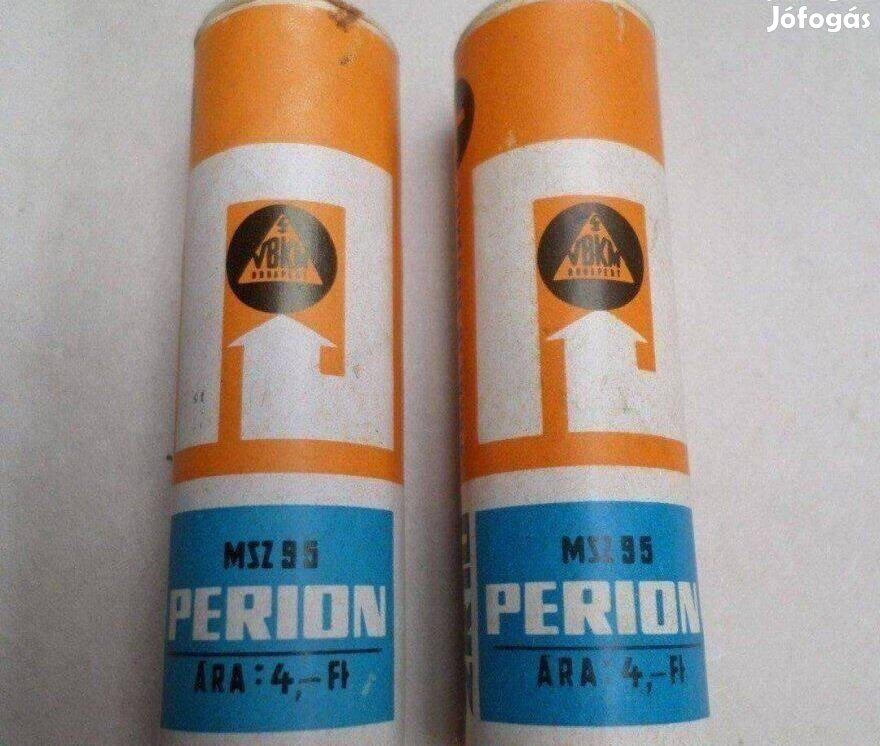 Jófogás
VBKM
BUDAPEST
MSZ 95
PERION
ÁRA: 4,- Ft
VBKM
BUDAPEST
MSZ 95
PERION
ÁRA: 4,- Ft